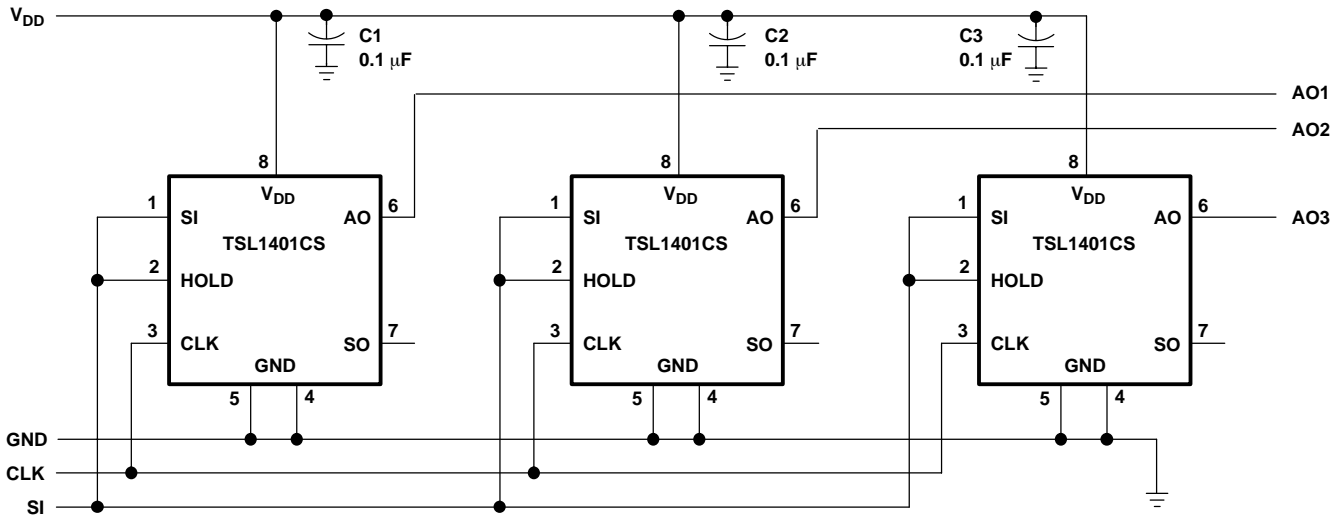 VDD
C1
0.1 μF
C2
0.1 μF
C3
0.1 μF
AO1
AO2
8
8
8
VDD
VDD
VDD
1
SI
AO
6
1
SI
AO
6
1
SI
AO
6
AO3
TSL1401CS
TSL1401CS
TSL1401CS
2
HOLD
2
HOLD
2
HOLD
3
CLK
SO
7
3
CLK
SO
7
3
CLK
SO
7
GND
GND
GND
5
4
5
4
5
4
GND
CLK
SI